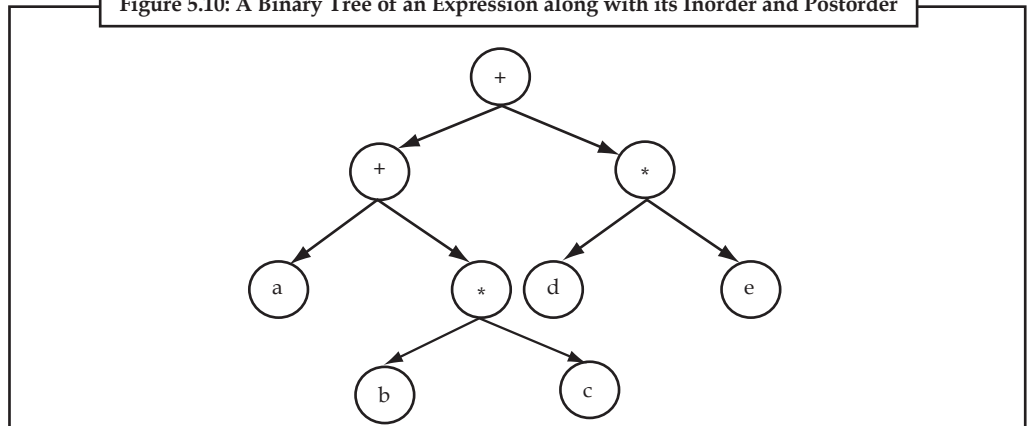 Figure 5.10: A Binary Tree of an Expression along with its Inorder and Postorder
+
+ *
a * d e
b c